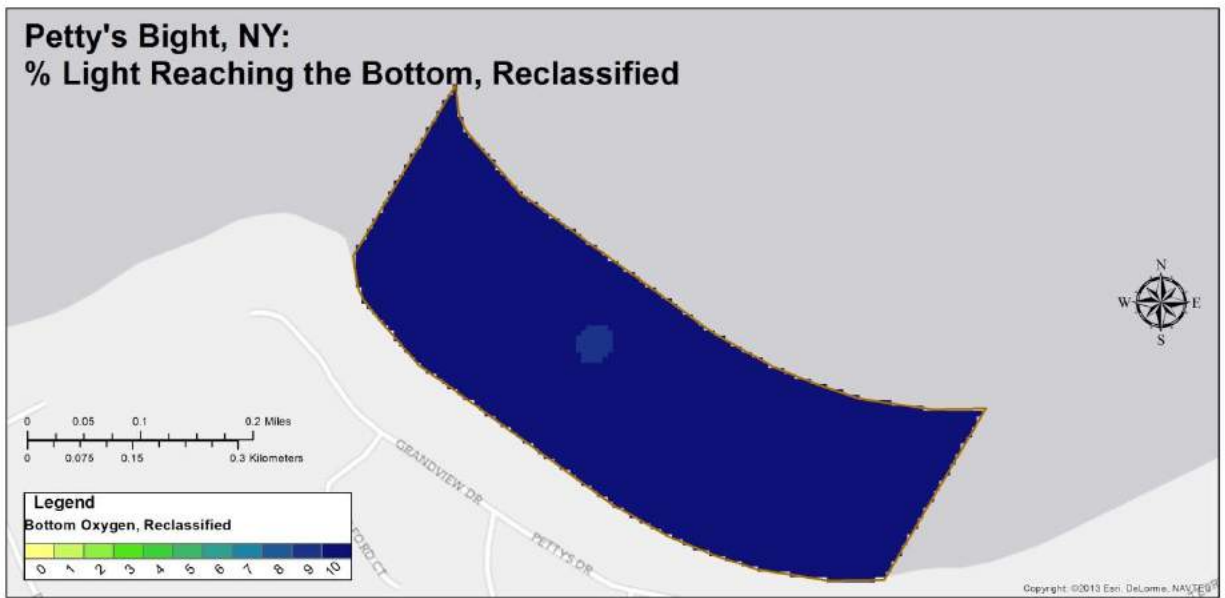 Petty's Bight, NY:
% Light Reaching the Bottom, Reclassified
N
W E
S
0 0.05 0.1 0.2 Miles
0 0.075 0.15 0.3 Kilometers
GRANDVIEW DR
PETTYS DR
FORD CT
Legend
Bottom Oxygen, Reclassified
0 1 2 3 4 5 6 7 8 9 10
Copyright: ©2013 Esri, DeLorme, NAVTEQ